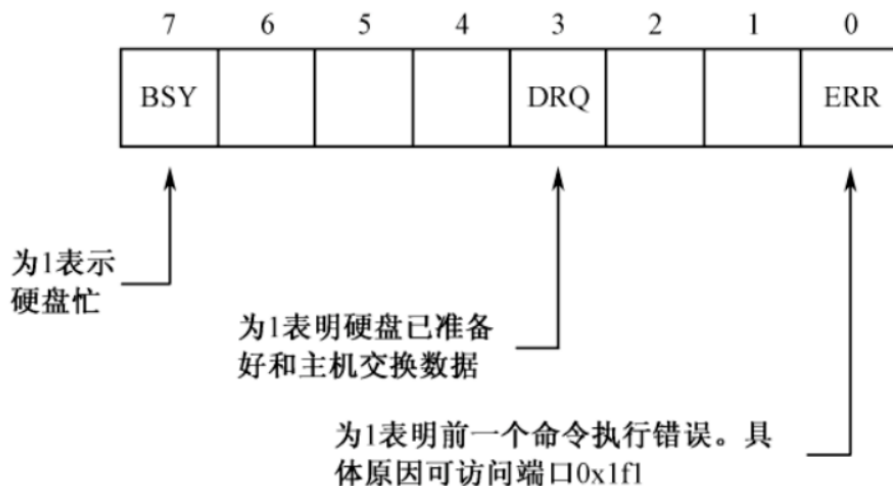 7 6 5 4 3 2 1 0
BSY DRQ ERR
为1表示
硬盘忙
为1表明硬盘已准备
好和主机交换数据
为1表明前一个命令执行错误。具
体原因可访问端口0x1f1